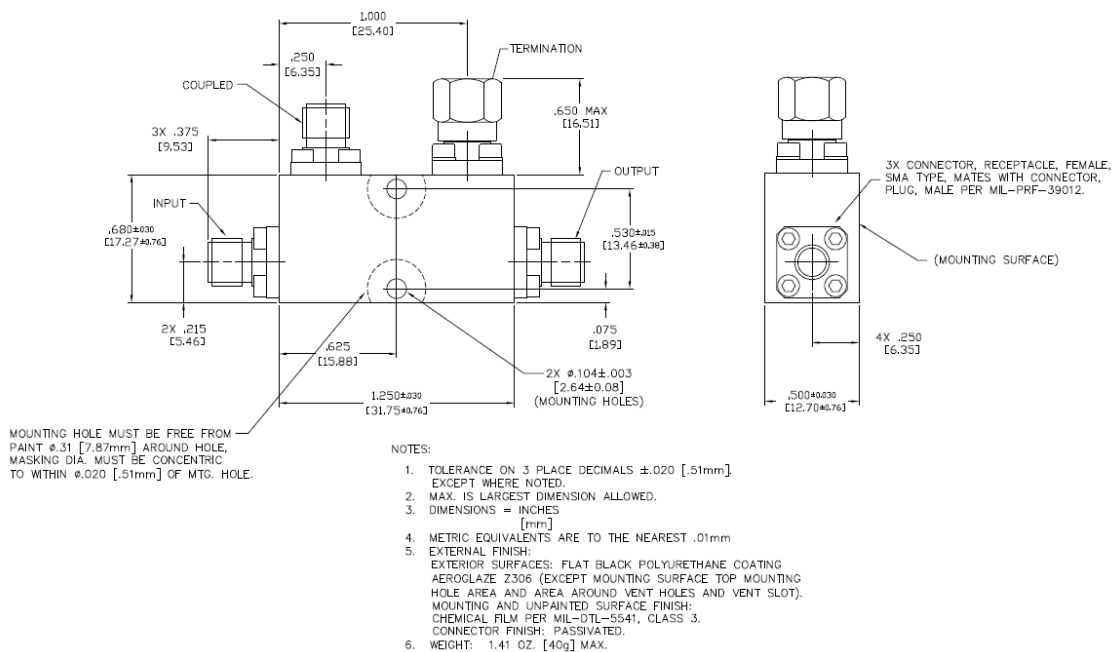 1.000
[25.40]
.250
[6.35]
TERMINATION
COUPLED
.650 MAX
[16.51]
3X .375
[9.53]
OUTPUT
3X CONNECTOR, RECEPTACLE, FEMALE,
SMA TYPE, MATES WITH CONNECTOR,
PLUG, MALE PER MIL-PRF-39012.
INPUT
.680±.030
[17.27±0.76]
.530±.015
[13.46±0.38]
(MOUNTING SURFACE)
2X .215
[5.46]
.625
[15.88]
.075
[1.89]
4X .250
[6.35]
2X ø.104±.003
[2.64±0.08]
(MOUNTING HOLES)
1.250±.030
[31.75±0.76]
.500±0.030
[12.70±0.76]
MOUNTING HOLE MUST BE FREE FROM
PAINT ø.31 [7.87mm] AROUND HOLE,
MASKING DIA. MUST BE CONCENTRIC
TO WITHIN ø.020 [.51mm] OF MTG. HOLE.
NOTES:
1. TOLERANCE ON 3 PLACE DECIMALS ±.020 [.51mm]
EXCEPT WHERE NOTED.
2. MAX. IS LARGEST DIMENSION ALLOWED.
3. DIMENSIONS = INCHES
[mm]
4. METRIC EQUIVALENTS ARE TO THE NEAREST .01mm
5. EXTERNAL FINISH:
EXTERIOR SURFACES: FLAT BLACK POLYURETHANE COATING
AEROGLAZE Z306 (EXCEPT MOUNTING SURFACE TOP MOUNTING
HOLE AREA AND AREA AROUND VENT HOLES AND VENT SLOT).
MOUNTING AND UNPAINTED SURFACE FINISH:
CHEMICAL FILM PER MIL-DTL-5541, CLASS 3.
CONNECTOR FINISH: PASSIVATED.
6. WEIGHT: 1.41 OZ. [40g] MAX.